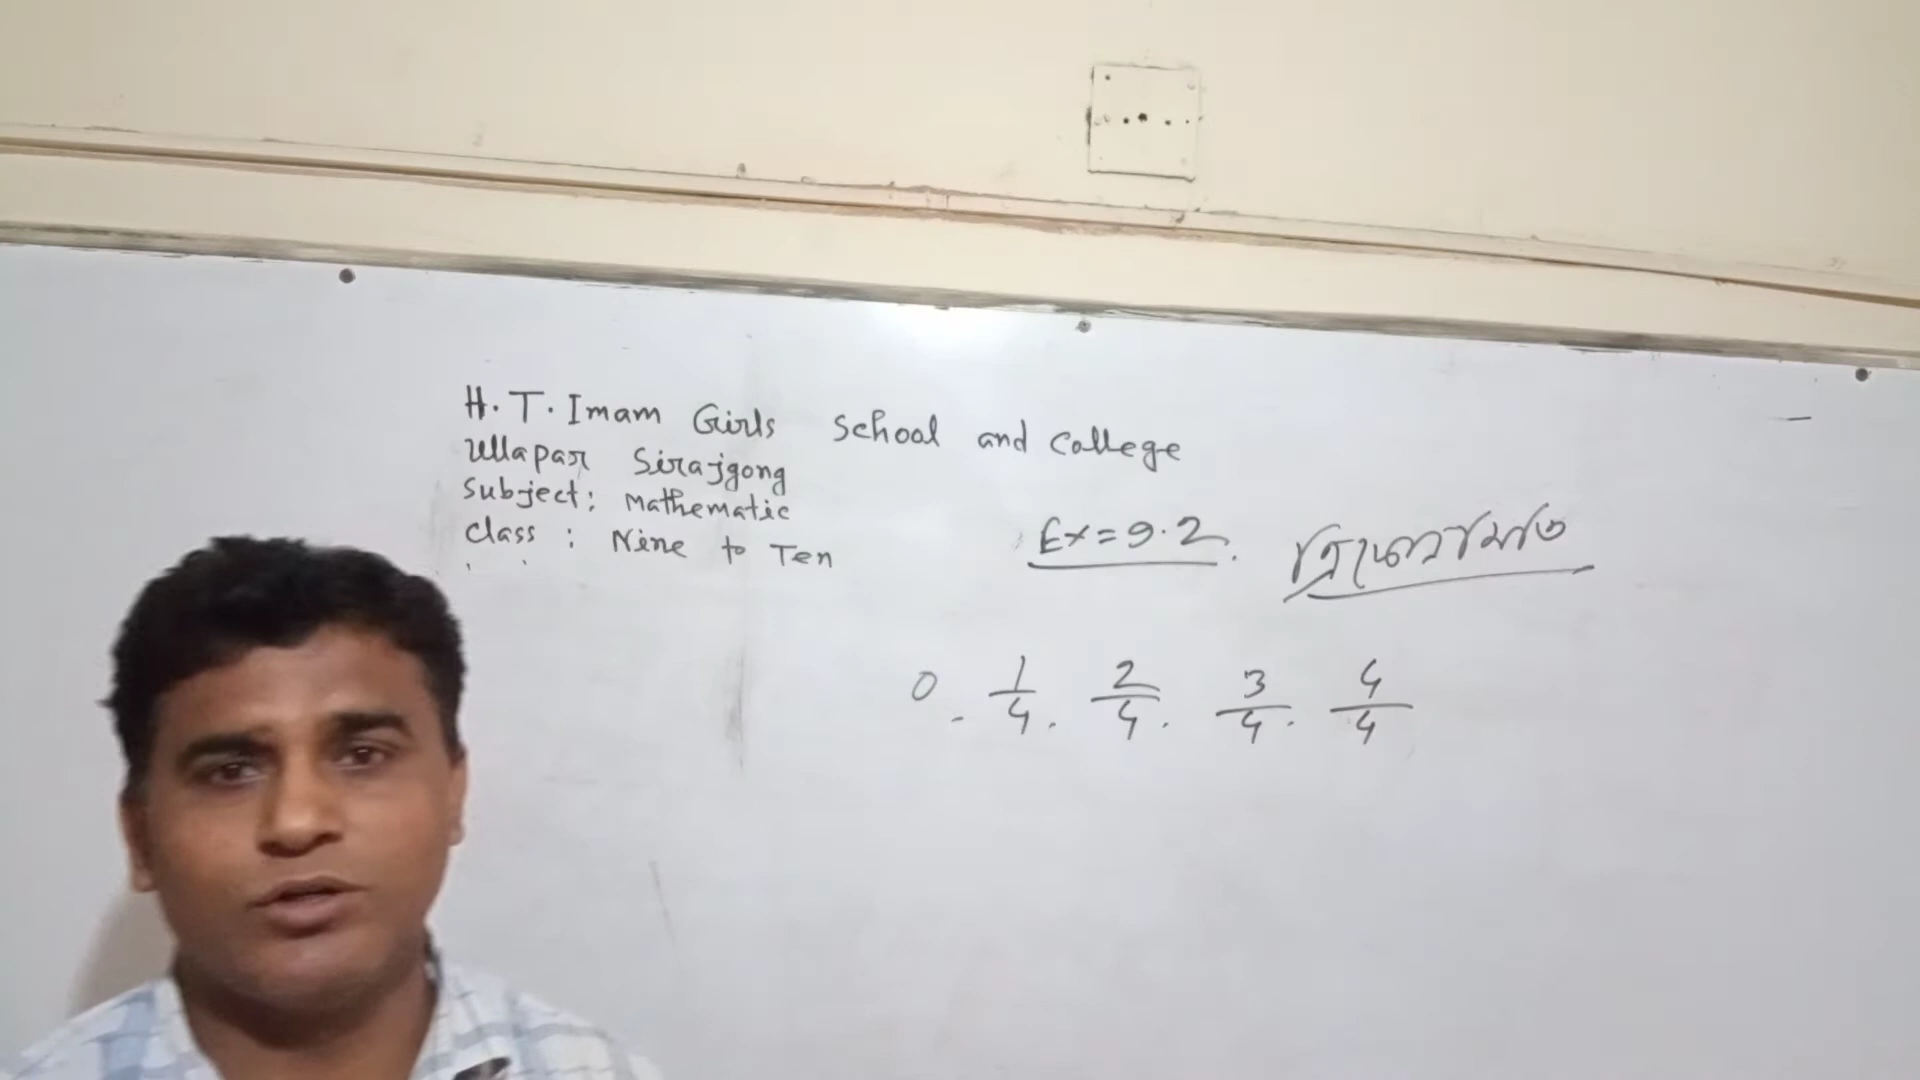 H.T. Imam Girls School and College
Ullapar Sirajgong
Subject: Mathematic
class : Nine to Ten
Ex = 9.2. ত্রিকোণমিতি
0. 1/4. 2/4. 3/4. 4/4